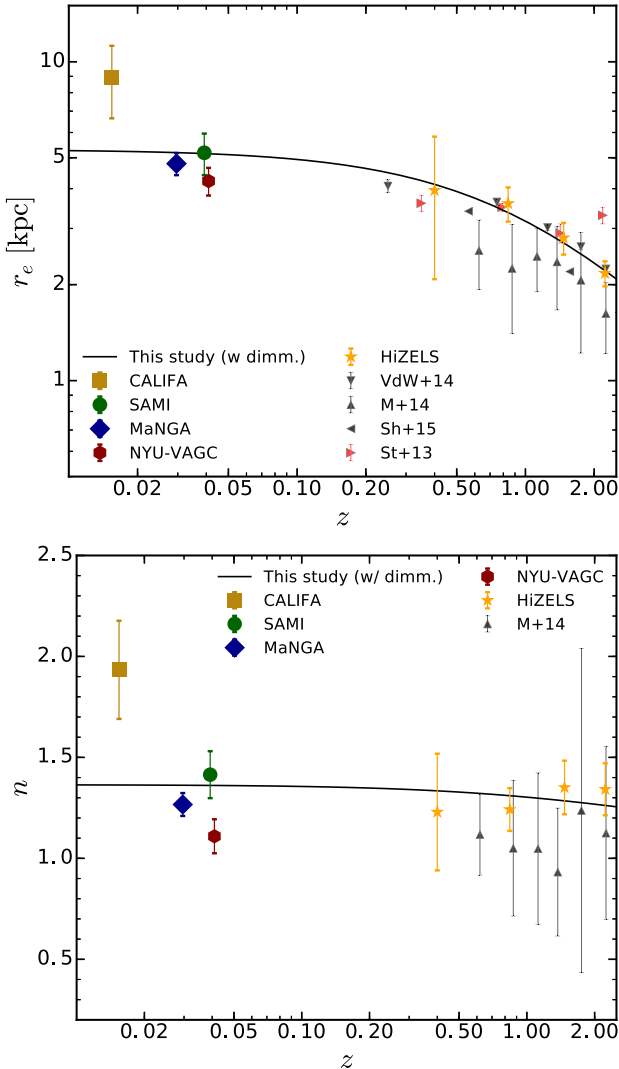 10
5
2
1
r_e [kpc]
This study (w dimm.)
CALIFA
SAMI
MaNGA
NYU-VAGC
HiZELS
VdW+14
M+14
Sh+15
St+13
0.02 0.05 0.10 0.20 0.50 1.00 2.00
z
2.5
2.0
1.5
1.0
0.5
n
This study (w/ dimm.)
CALIFA
SAMI
MaNGA
NYU-VAGC
HiZELS
M+14
0.02 0.05 0.10 0.20 0.50 1.00 2.00
z